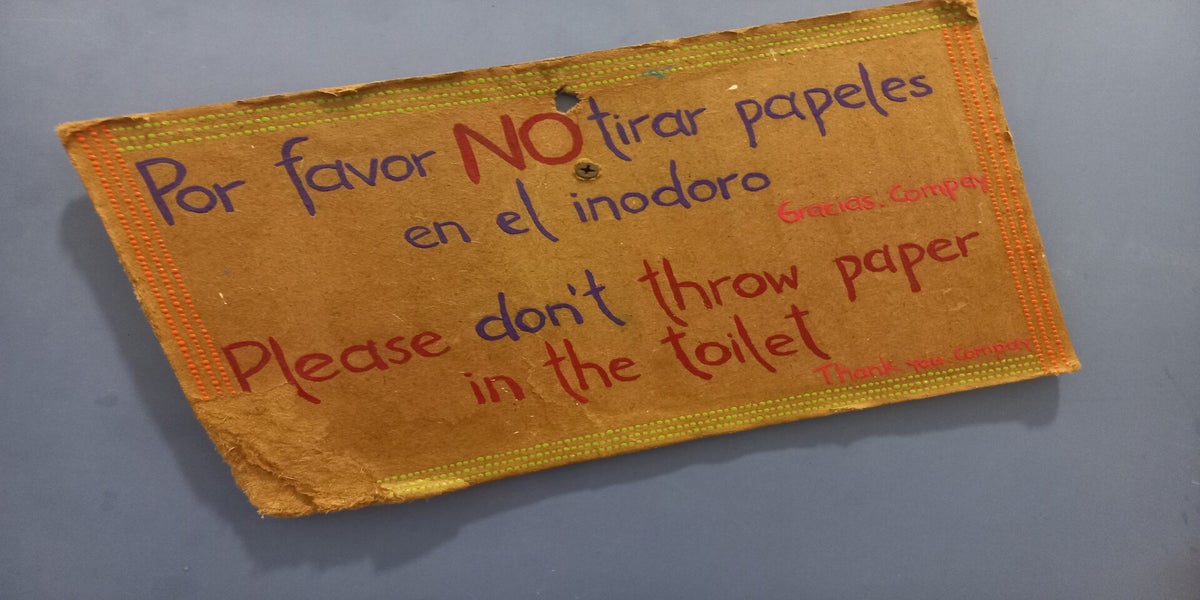 Por favor NO tirar papeles
en el inodoro
Gracias. Compay
Please don't throw paper
in the toilet
Thank you Compay